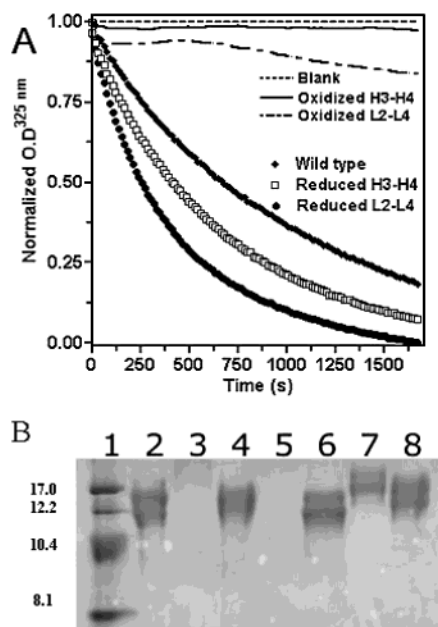 A
Normalized O.D325 nm
1.00
0.75
0.50
0.25
0.00
Blank
Oxidized H3-H4
Oxidized L2-L4
Wild type
Reduced H3-H4
Reduced L2-L4
0 250 500 750 1000 1250 1500
Time (s)
B
1 2 3 4 5 6 7 8
17.0
12.2
10.4
8.1